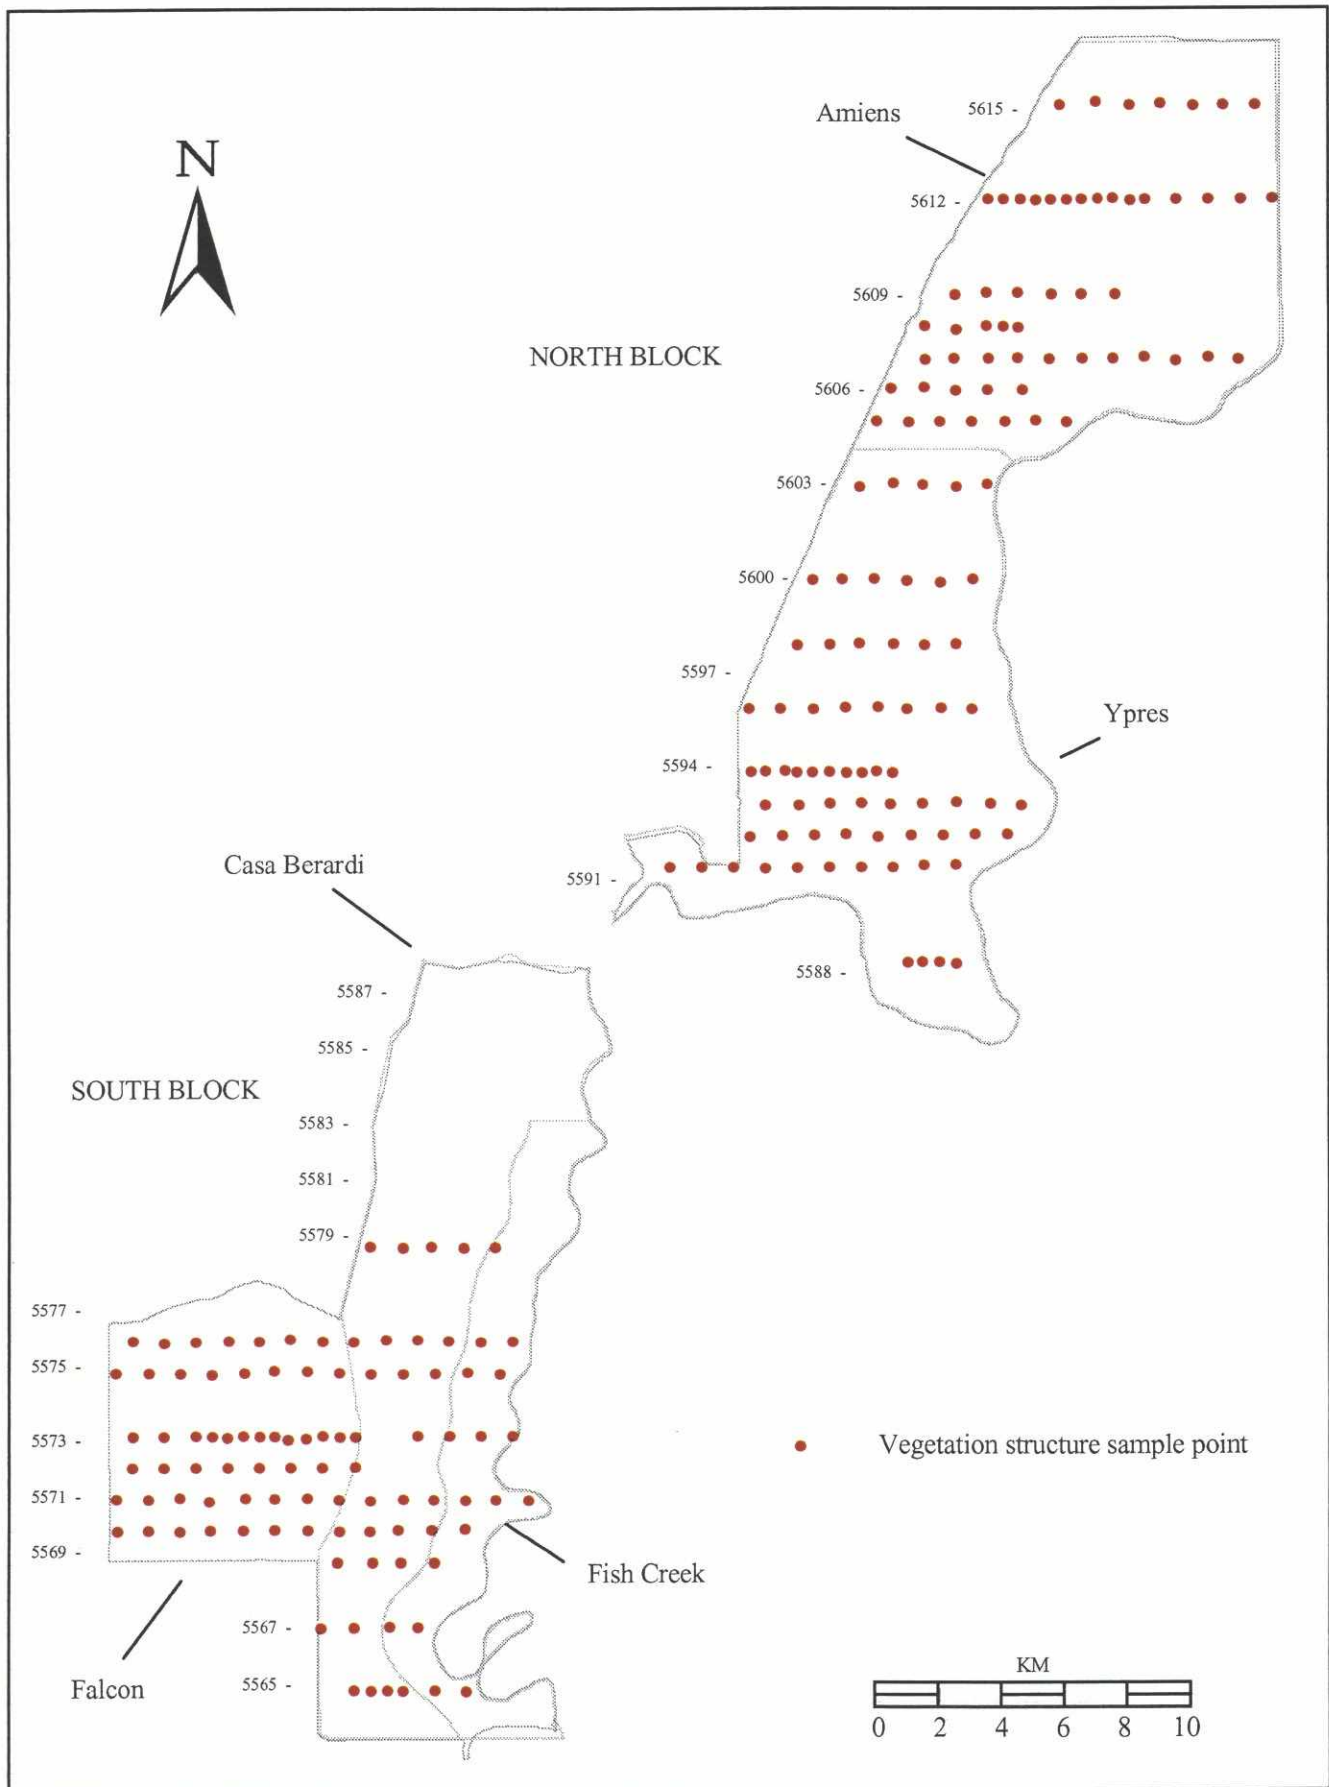 N
Amiens
5615 -
5612 -
5609 -
NORTH BLOCK
5606 -
5603 -
5600 -
5597 -
Ypres
5594 -
Casa Berardi
5591 -
5588 -
5587 -
5585 -
SOUTH BLOCK
5583 -
5581 -
5579 -
5577 -
5575 -
5573 -
Vegetation structure sample point
5571 -
5569 -
Fish Creek
5567 -
Falcon
5565 -
KM
0 2 4 6 8 10